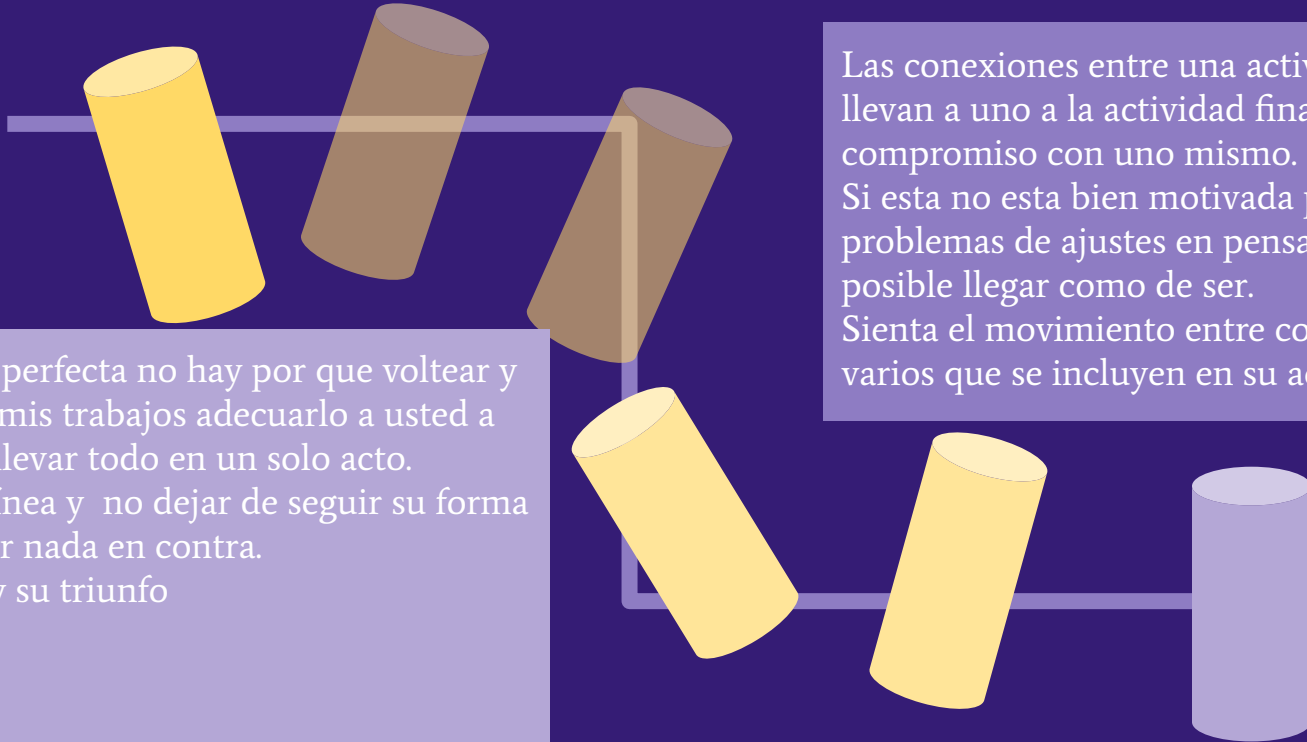 Las conexiones entre una activ
llevan a uno a la actividad fina
compromiso con uno mismo.
Si esta no esta bien motivada p
problemas de ajustes en pensa
posible llegar como de ser.
Sienta el movimiento entre co
varios que se incluyen en su ac
perfecta no hay por que voltear y
mis trabajos adecuarlo a usted a
llevar todo en un solo acto.
ínea y  no dejar de seguir su forma
r nada en contra.
y su triunfo